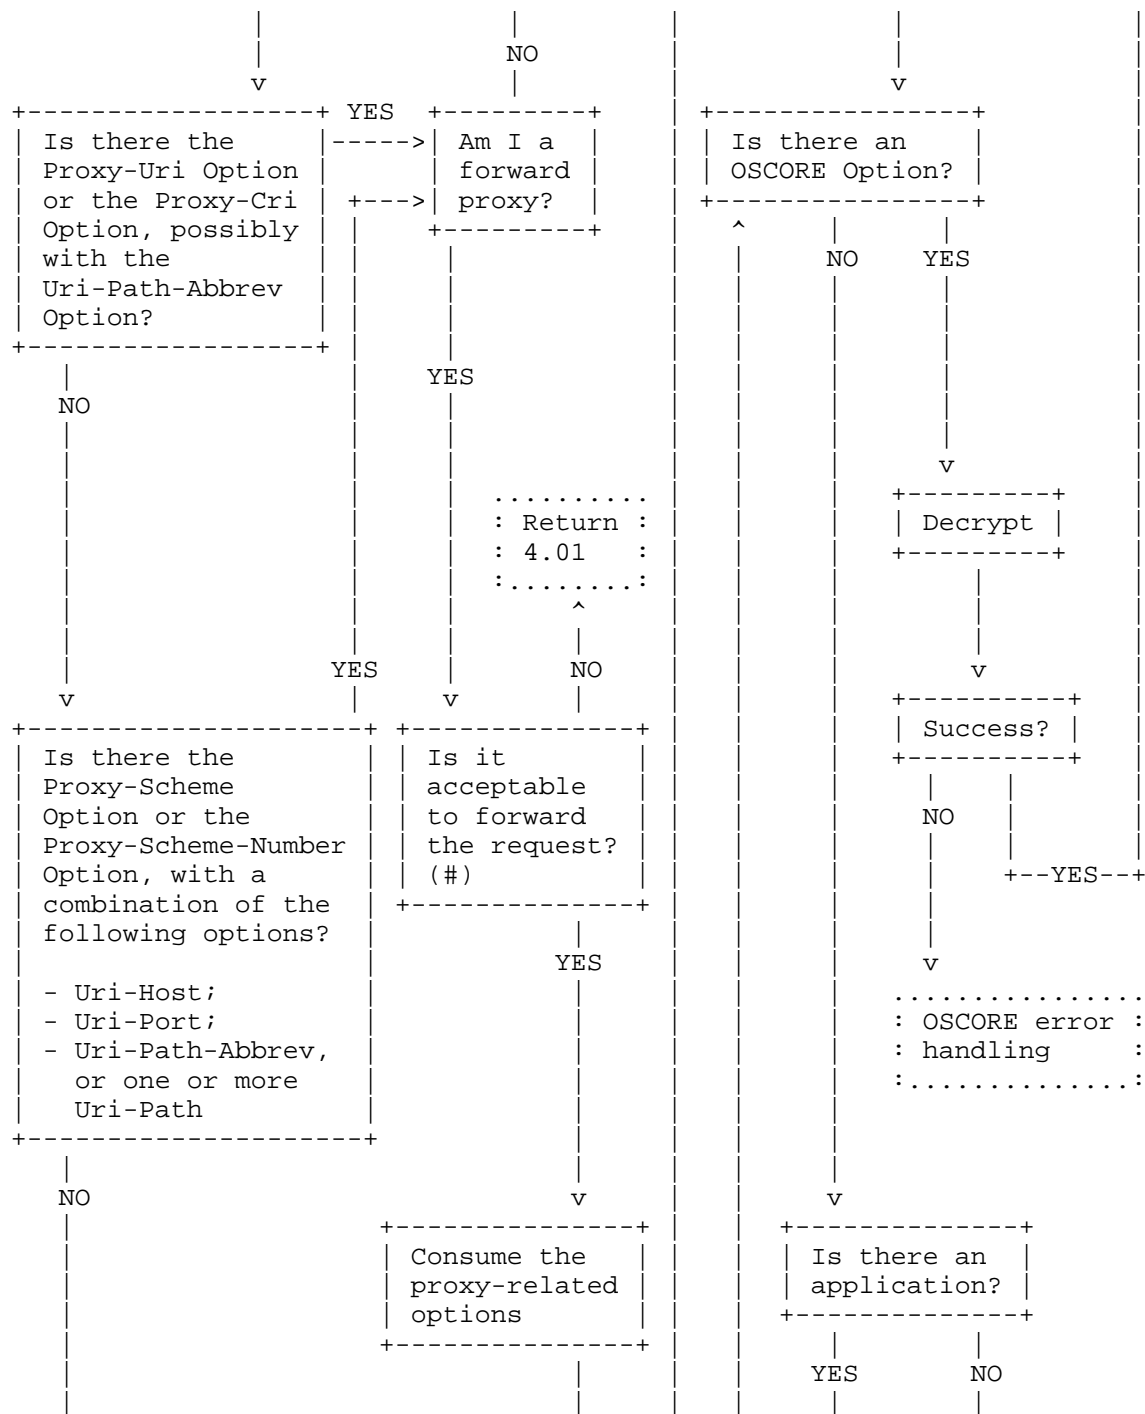 NO
Is there the
Proxy-Uri Option
or the Proxy-Cri
Option, possibly
with the
Uri-Path-Abbrev
Option?
YES
Am I a
forward
proxy?
Is there an
OSCORE Option?
NO YES
YES
NO
Return
4.01
Decrypt
YES NO
Success?
Is there the
Proxy-Scheme
Option or the
Proxy-Scheme-Number
Option, with a
combination of the
following options?
- Uri-Host;
- Uri-Port;
- Uri-Path-Abbrev,
or one or more
Uri-Path
Is it
acceptable
to forward
the request?
(#)
NO
YES
YES
OSCORE error
handling
NO
Consume the
proxy-related
options
Is there an
application?
YES NO